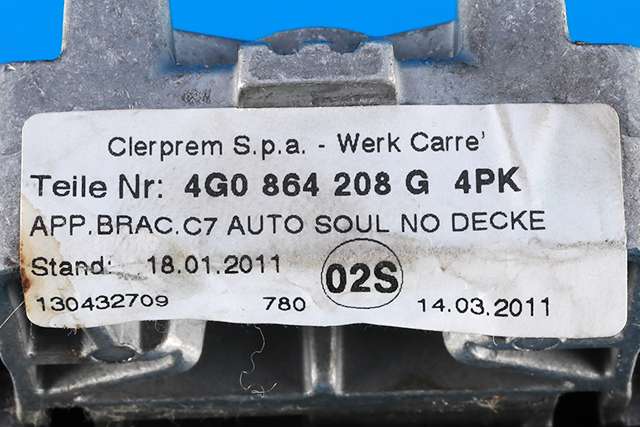 Clerprem S.p.a. - Werk Carre'
Teile Nr: 4G0 864 208 G 4PK
APP.BRAC.C7 AUTO SOUL NO DECKE
Stand: 18.01.2011 02S
130432709 780 14.03.2011